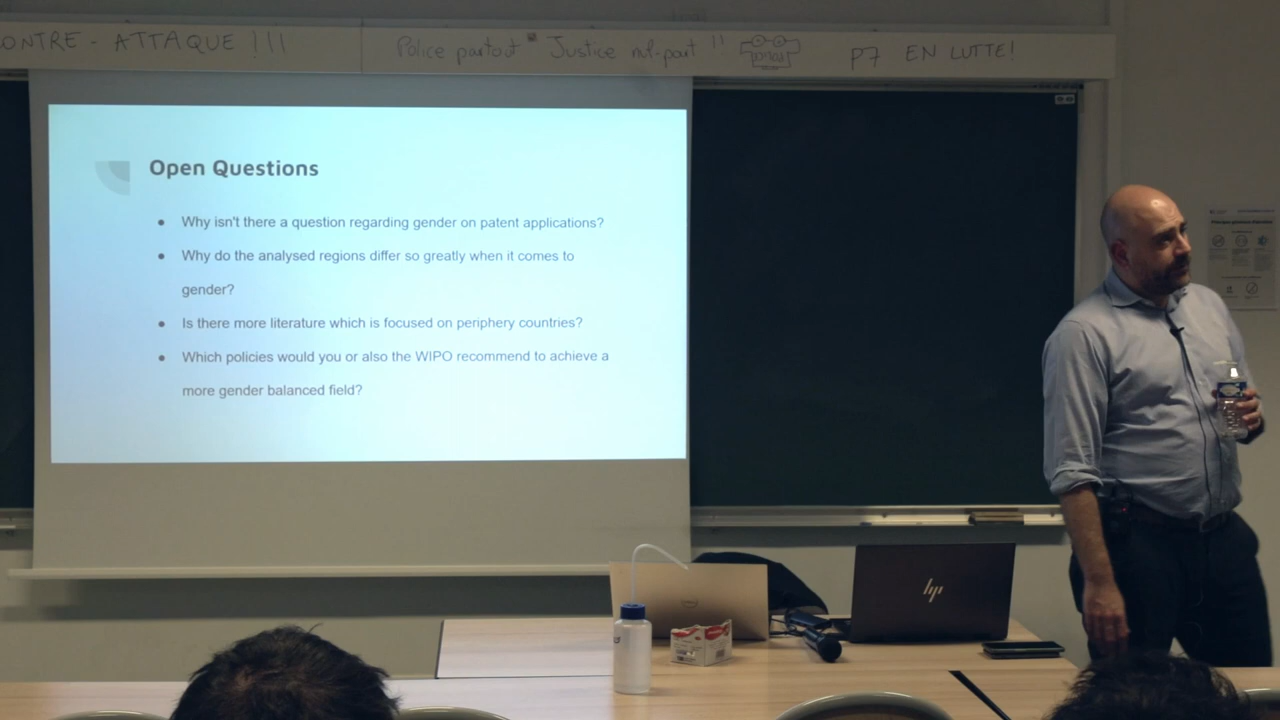 ONTRE - ATTAQUE !!!
Police partout Justice nul-part !!
P7 EN LUTTE!
Open Questions
● Why isn't there a question regarding gender on patent applications?
● Why do the analysed regions differ so greatly when it comes to
gender?
● Is there more literature which is focused on periphery countries?
● Which policies would you or also the WIPO recommend to achieve a
more gender balanced field?
hp
DELL